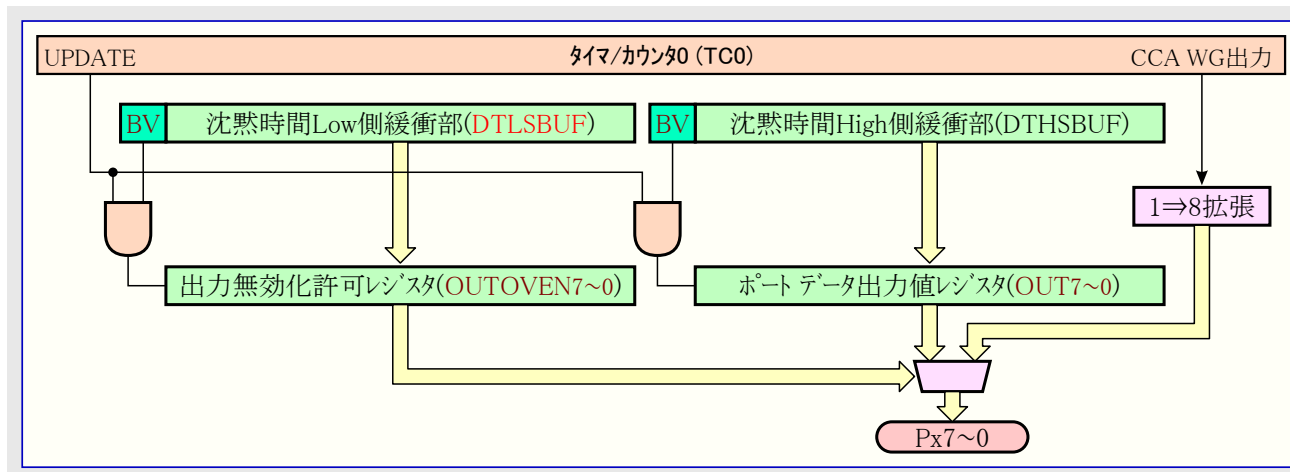 UPDATE タイマ/カウンタ0 (TC0) CCA WG出力
BV 沈黙時間Low側緩衝部(DTLSBUF) BV 沈黙時間High側緩衝部(DTHSBUF)
1⇒8拡張
出力無効化許可レジスタ(OUTOVEN7~0) ポート データ出力値レジスタ(OUT7~0)
Px7~0